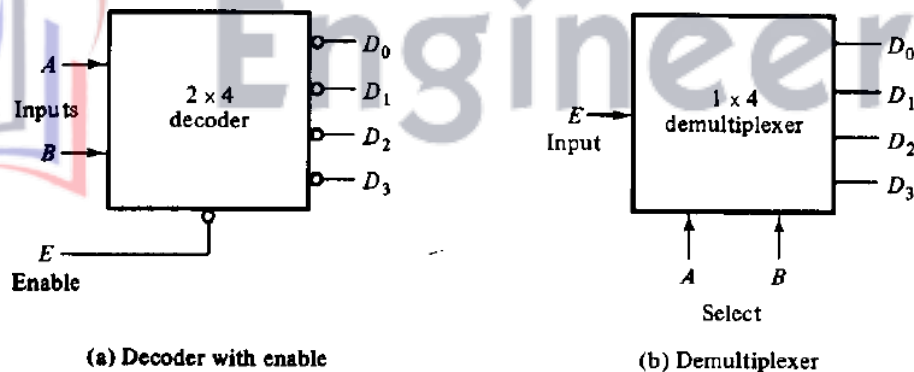 Engineer
A
Inputs
B
2 × 4
decoder
D₀
D₁
D₂
D₃
E
Enable
(a) Decoder with enable
E
Input
1 × 4
demultiplexer
D₀
D₁
D₂
D₃
A B
Select
(b) Demultiplexer